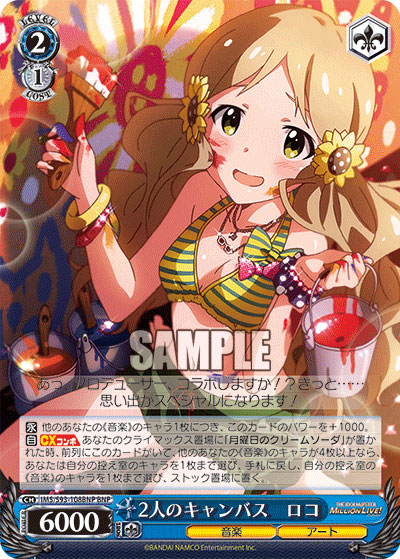 LEVEL
2
1
COST
SAMPLE
あっ、プロデューサー、コラボしますか!?きっと……
思い出がスペシャルになります!
永 他のあなたの《音楽》のキャラ1枚につき、このカードのパワーを+1000。
自 CXコンボ あなたのクライマックス置場に「月曜日のクリームソーダ」が置か
れた時、前列にこのカードがいて、他のあなたの《音楽》のキャラが4枚以上なら、
あなたは自分の控え室のキャラを1枚まで選び、手札に戻し、自分の控え室の
《音楽》のキャラを1枚まで選び、ストック置場に置く。
CH IMS/S93-108BNP BNP
2人のキャンバス ロコ
THE IDOLM@STER
MILLION LIVE!
6000
音楽
アート
©BANDAI NAMCO Entertainment Inc.